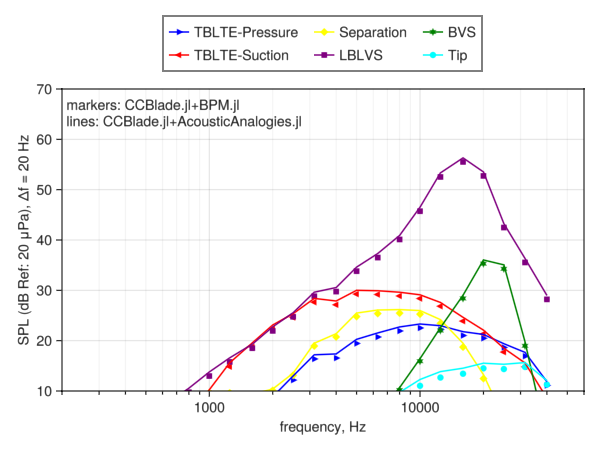 TBLTE-Pressure Separation BVS
TBLTE-Suction LBLVS Tip
markers: CCBlade.jl+BPM.jl
lines: CCBlade.jl+AcousticAnalogies.jl
SPL (dB Ref: 20 μPa), Δf = 20 Hz
70
60
50
40
30
20
10
1000 10000
frequency, Hz